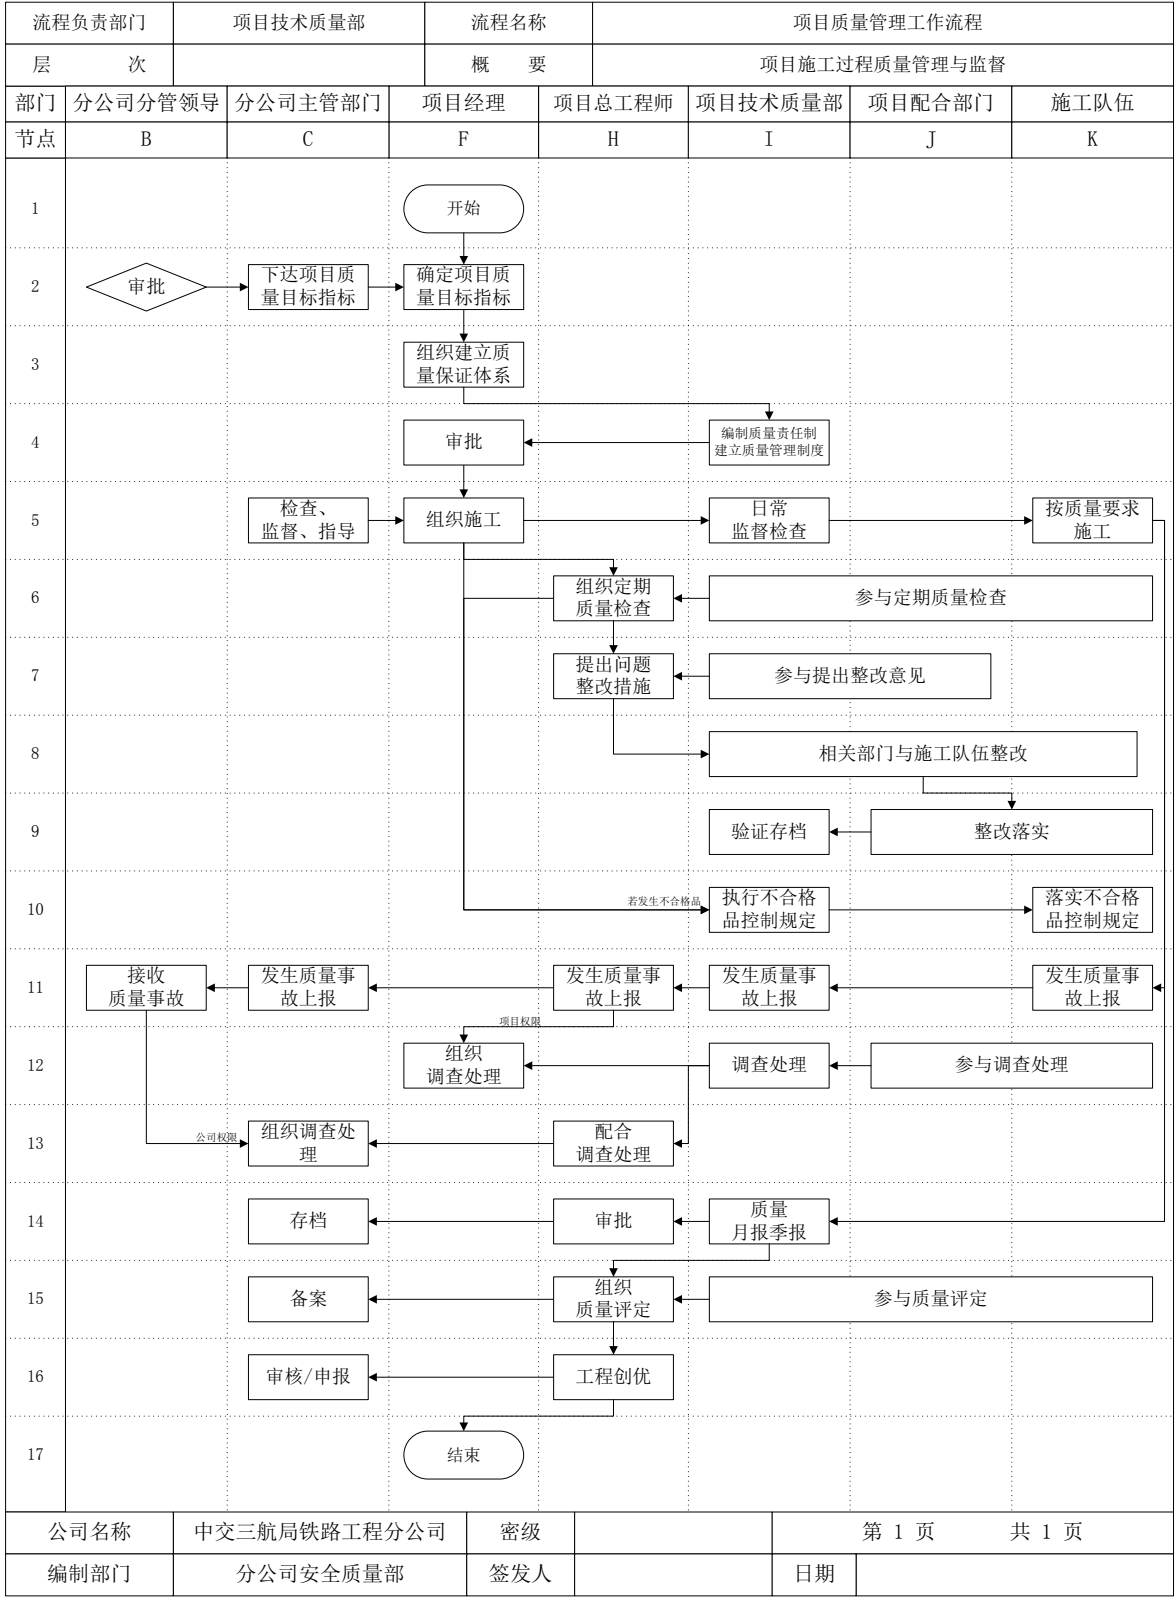 流程负责部门 项目技术质量部 流程名称 项目质量管理工作流程
层 次 概 要 项目施工过程质量管理与监督
部门 分公司分管领导 分公司主管部门 项目经理 项目总工程师 项目技术质量部 项目配合部门 施工队伍
节点 B C F H I J K
1 开始
2 审批 下达项目质 确定项目质
量目标指标 量目标指标
3 组织建立质
量保证体系
4 审批 编制质量责任制
建立质量管理制度
5 检查、 组织施工 日常 按质量要求
监督、指导 监督检查 施工
6 组织定期 参与定期质量检查
质量检查
7 提出问题 参与提出整改意见
整改措施
8 相关部门与施工队伍整改
9 验证存档 整改落实
10 若发生不合格品 执行不合格 落实不合格
品控制规定 品控制规定
11 接收 发生质量事 发生质量事 发生质量事 发生质量事
质量事故 故上报 故上报 故上报 故上报
项目权限
12 组织 调查处理 参与调查处理
调查处理
13 公司权限 组织调查处 配合
理 调查处理
14 存档 审批 质量
月报季报
15 备案 组织 参与质量评定
质量评定
16 审核/申报 工程创优
17 结束
公司名称 中交三航局铁路工程分公司 密级 第 1 页 共 1 页
编制部门 分公司安全质量部 签发人 日期